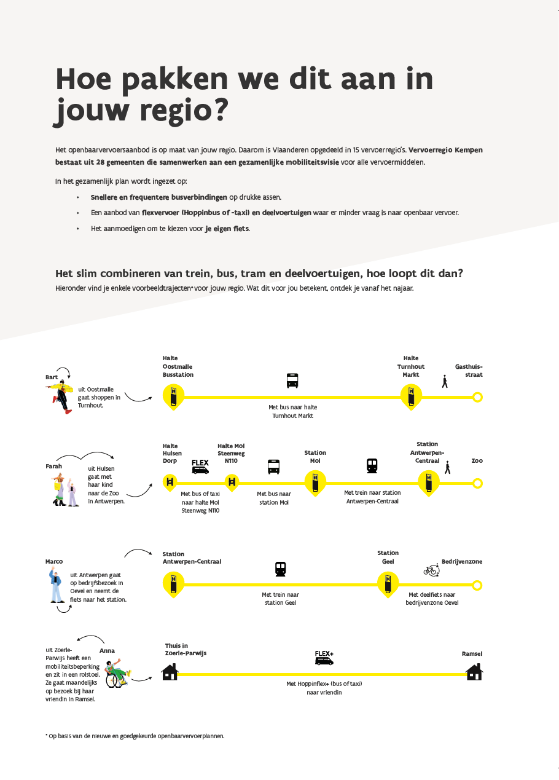 Hoe pakken we dit aan in
jouw regio?
Het openbaarvervoersaanbod is op maat van jouw regio. Daarom is Vlaanderen opgedeeld in 15 vervoerregio's. Vervoerregio Kempen
bestaat uit 28 gemeenten die samenwerken aan een gezamenlijke mobiliteitsvisie voor alle vervoermiddelen.
In het gezamenlijk plan wordt ingezet op:
• Snellere en frequentere busverbindingen op drukke assen.
• Een aanbod van flexvervoer (Hoppinbus of -taxi) en deelvoertuigen waar er minder vraag is naar openbaar vervoer.
• Het aanmoedigen om te kiezen voor je eigen fiets.
Het slim combineren van trein, bus, tram en deelvoertuigen, hoe loopt dit dan?
Hieronder vind je enkele voorbeeldtrajecten* voor jouw regio. Wat dit voor jou betekent, ontdek je vanaf het najaar.
Bart
uit Oostmalle
gaat shoppen in
Turnhout.
Halte
Oostmalle
Busstation
Met bus naar halte
Turnhout Markt
Halte
Turnhout
Markt
Gasthuis-
straat
Farah
uit Hulsen
gaat met
haar kind
naar de Zoo
in Antwerpen.
Halte
Hulsen
Dorp
FLEX
Met bus of taxi
naar halte Mol
Steenweg N110
Halte Mol
Steenweg
N110
Met bus naar
station Mol
Station
Mol
Met trein naar station
Antwerpen-Centraal
Station
Antwerpen-
Centraal
Zoo
Marco
uit Antwerpen gaat
op bedrijfsbezoek in
Oevel en neemt de
fiets naar het station.
Station
Antwerpen-Centraal
Met trein naar
station Geel
Station
Geel
Met deelfiets naar
bedrijvenzone Oevel
Bedrijvenzone
Anna
uit Zoerle-
Parwijs heeft een
mobiliteitsbeperking
en zit in een rolstoel.
Ze gaat maandelijks
op bezoek bij haar
vriendin in Ramsel.
Thuis in
Zoerle-Parwijs
FLEX+
Met Hoppinflex+ (bus of taxi)
naar vriendin
Ramsel
* Op basis van de nieuwe en goedgekeurde openbaarvervoerplannen.